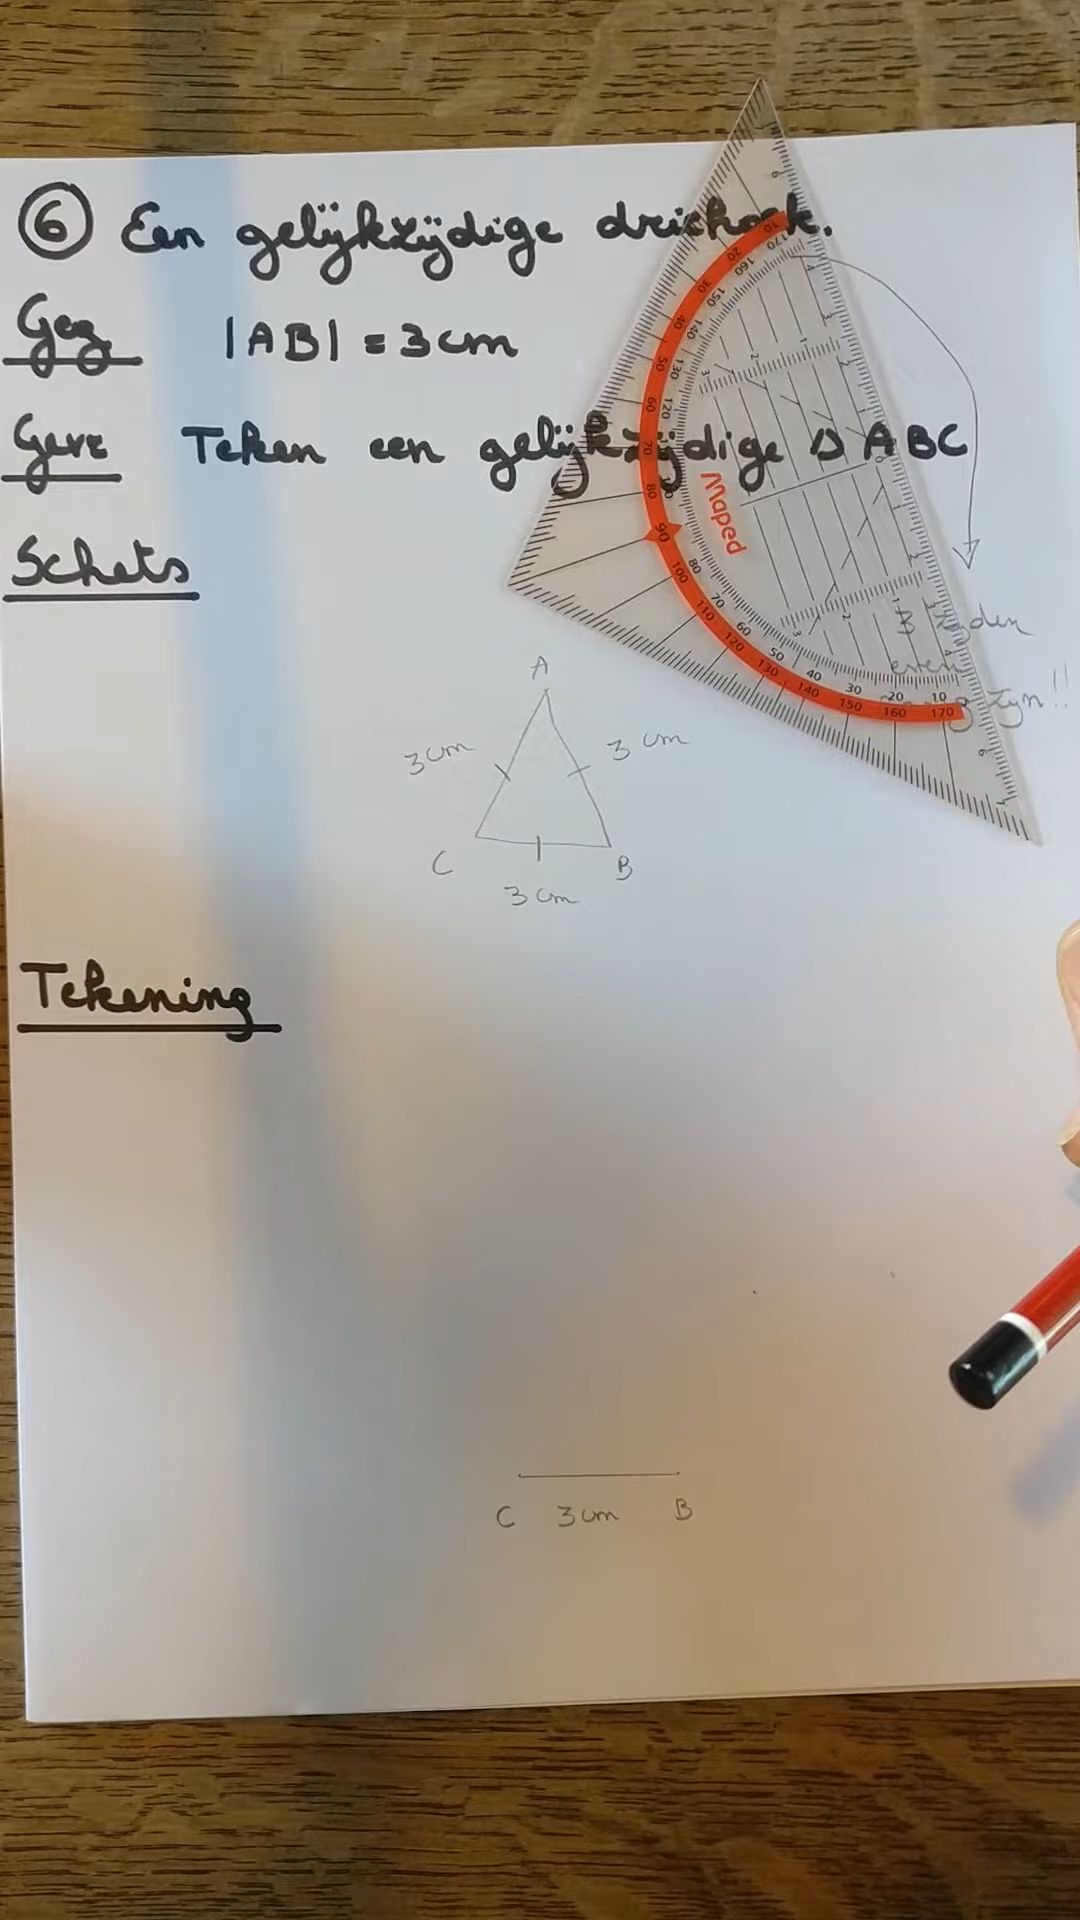 6 Een gelijkzijdige driehoek.
Geg |AB| = 3cm
Gevr Teken een gelijkzijdige △ ABC
Schets
3 zijden
even
zijn!!
A
3cm 3 cm
C B
3 cm
Tekening
C 3cm B
Maped